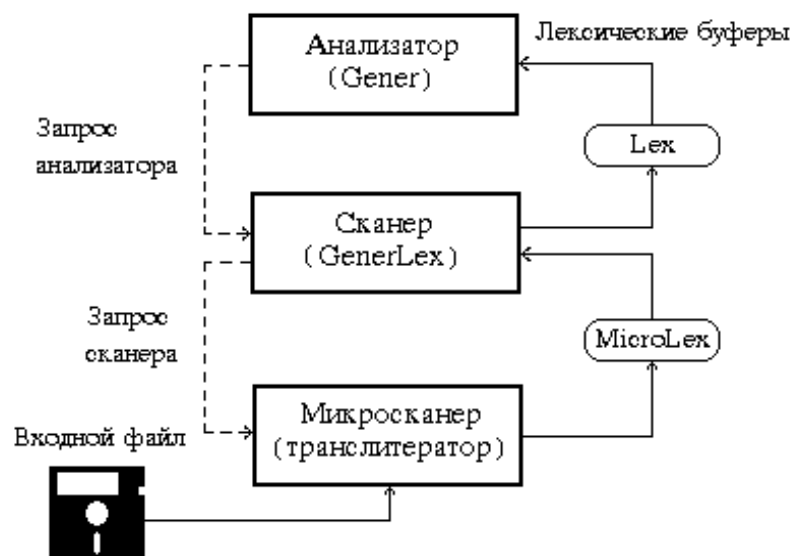 Анализатор
(Gener)
Лексические буферы
Запрос
анализатора
Lex
Сканер
(GenerLex)
Запрос
сканера
MicroLex
Микросканер
(транслитератор)
Входной файл